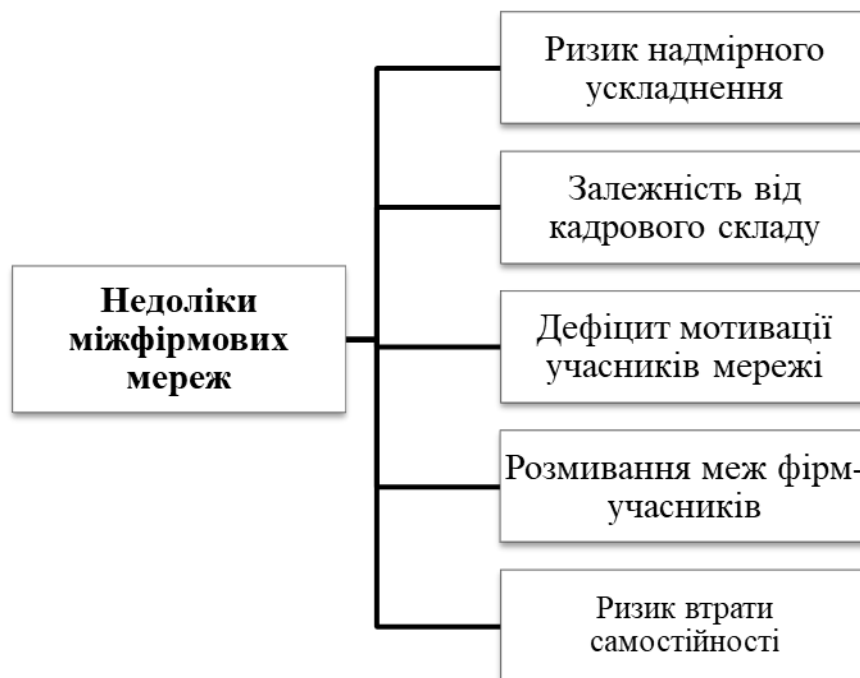 Недоліки
міжфірмових
мереж
Ризик надмірного
ускладнення
Залежність від
кадрового складу
Дефіцит мотивації
учасників мережі
Розмивання меж фірм-
учасників
Ризик втрати
самостійності